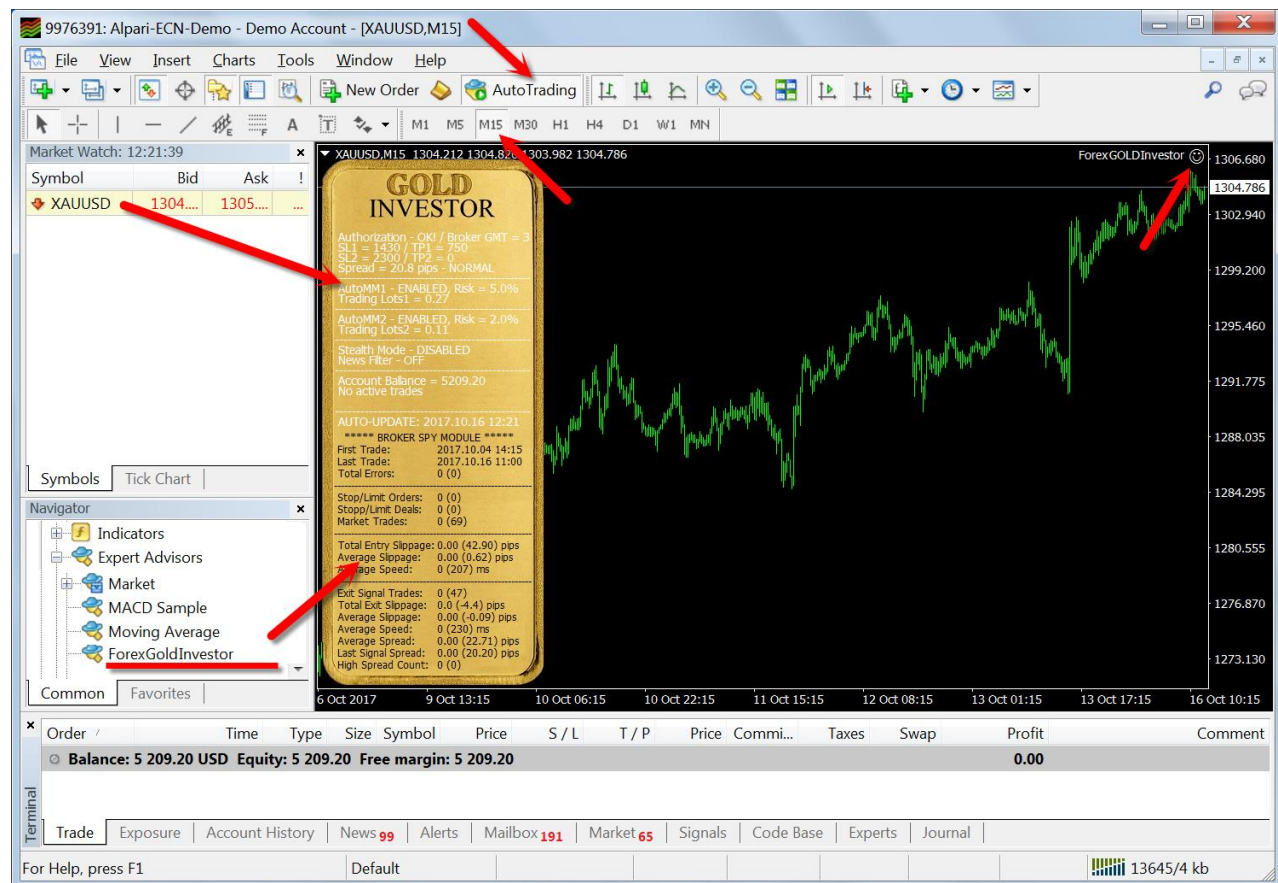 9976391: Alpari-ECN-Demo - Demo Account - [XAUUSD,M15]
File View Insert Charts Tools Window Help
New Order AutoTrading
A T M1 M5 M15 M30 H1 H4 D1 W1 MN
Market Watch: 12:21:39
Symbol Bid Ask !
XAUUSD 1304.... 1305.... ...
Symbols Tick Chart
Navigator
Indicators
Expert Advisors
Market
MACD Sample
Moving Average
ForexGoldInvestor
Common Favorites
XAUUSD,M15 1304.212 1304.820 1303.982 1304.786
ForexGOLDInvestor
GOLD
INVESTOR
Authorization - OK! / Broker GMT = 3
SL1 = 1430 / TP1 = 750
SL2 = 2300 / TP2 = 0
Spread = 20.8 pips - NORMAL
AutoMM1 - ENABLED, Risk = 5.0%
Trading Lots1 = 0.27
AutoMM2 - ENABLED, Risk = 2.0%
Trading Lots2 = 0.11
Stealth Mode - DISABLED
News Filter - OFF
Account Ballance = 5209.20
No active trades
AUTO-UPDATE: 2017.10.16 12:21
***** BROKER SPY MODULE *****
First Trade: 2017.10.04 14:15
Last Trade: 2017.10.16 11:00
Total Errors: 0 (0)
Stop/Limit Orders: 0 (0)
Stopp/Limit Deals: 0 (0)
Market Trades: 0 (69)
Total Entry Slippage: 0.00 (42.90) pips
Average Slippage: 0.00 (0.62) pips
Average Speed: 0 (207) ms
Exit Signal Trades: 0 (47)
Total Exit Slippage: 0.0 (-4.4) pips
Average Slippage: 0.00 (-0.09) pips
Average Speed: 0 (230) ms
Average Spread: 0.00 (22.71) pips
Last Signal Spread: 0.00 (20.20) pips
High Spread Count: 0 (0)
1306.680
1304.786
1302.940
1299.200
1295.460
1291.775
1288.035
1284.295
1280.555
1276.870
1273.130
6 Oct 2017 9 Oct 13:15 10 Oct 06:15 10 Oct 22:15 11 Oct 15:15 12 Oct 08:15 13 Oct 01:15 13 Oct 17:15 16 Oct 10:15
Order / Time Type Size Symbol Price S / L T / P Price Commi... Taxes Swap Profit Comment
Balance: 5 209.20 USD Equity: 5 209.20 Free margin: 5 209.20 0.00
Terminal
Trade Exposure Account History News 99 Alerts Mailbox 191 Market 65 Signals Code Base Experts Journal
For Help, press F1 Default 13645/4 kb